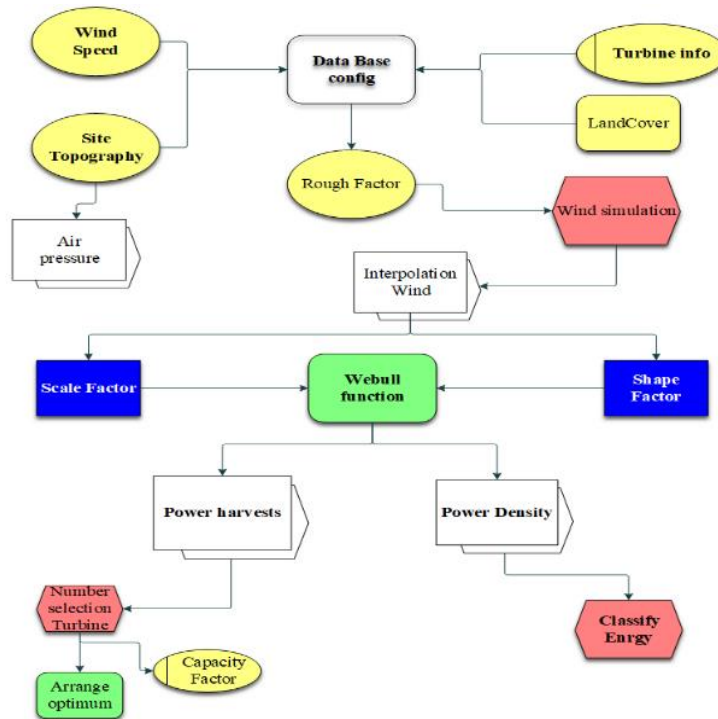 Wind
Speed
Data Base
config
Turbine info
LandCover
Site
Topography
Rough Factor
Wind simulation
Air
pressure
Interpolation
Wind
Scale Factor
Webull
function
Shape
Factor
Power harvests
Power Density
Number
selection
Turbine
Classify
Enrgy
Capacity
Factor
Arrange
optimum